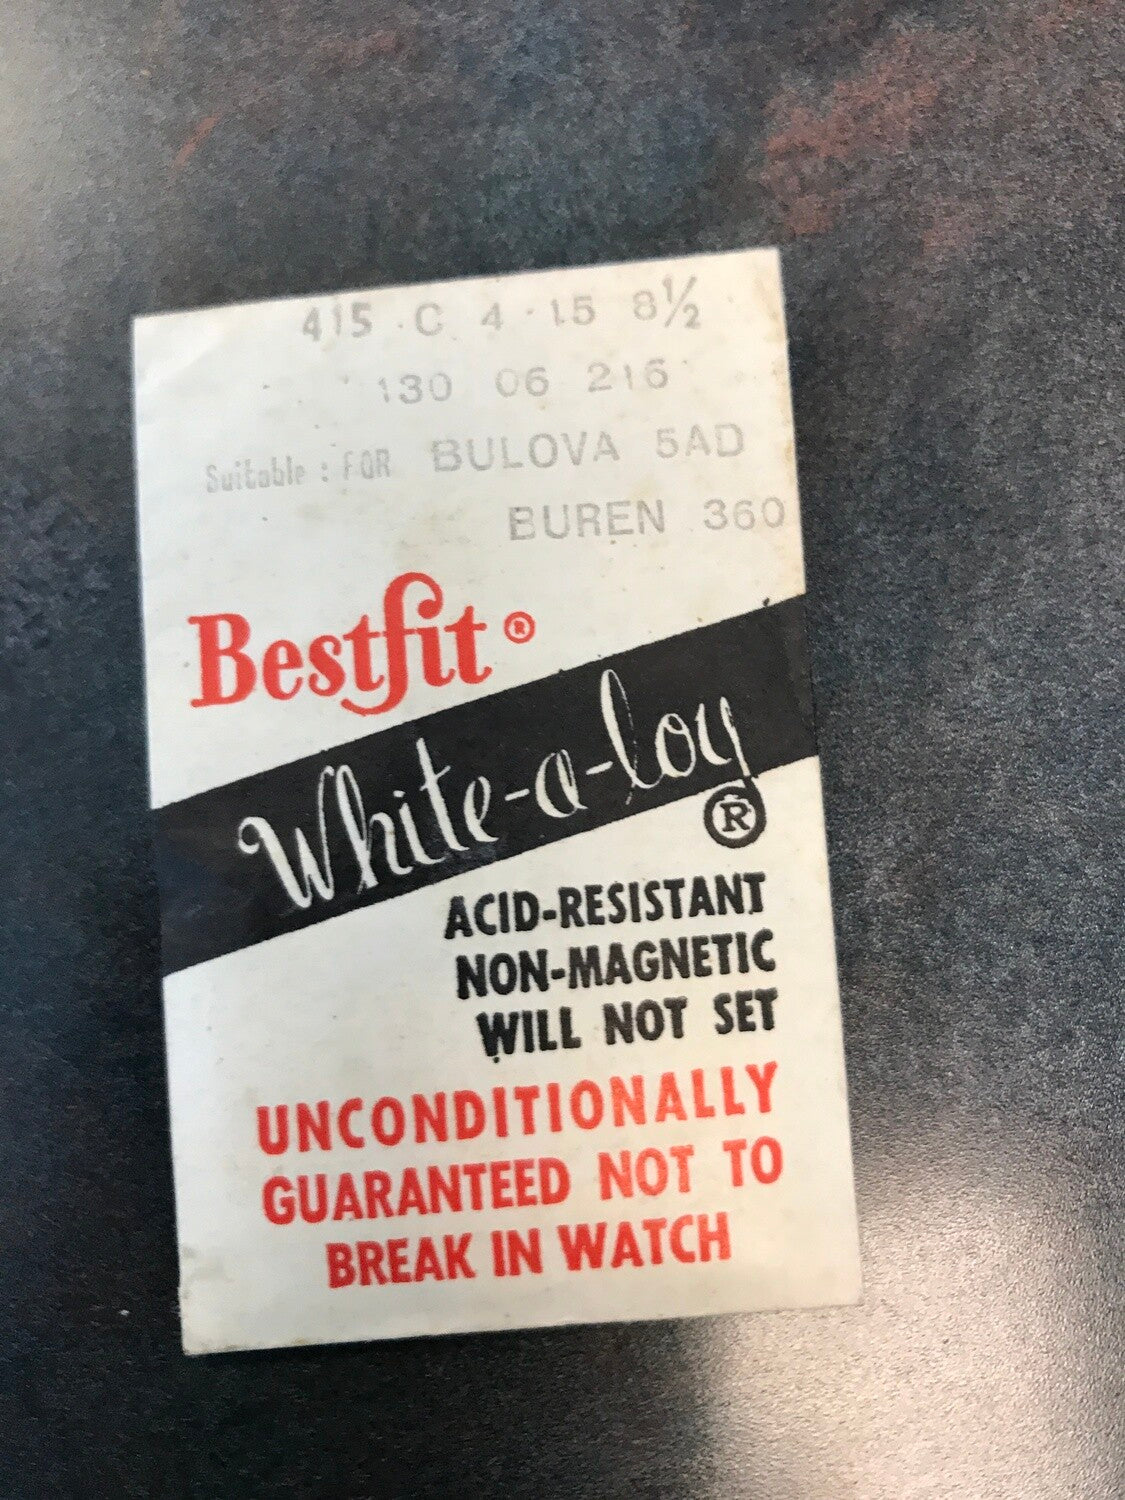 415 · C 4 · 15 8½
130 06 216
Suitable : FOR BULOVA 5AD
BUREN 360
Bestfit ®
White-a-loy ®
ACID-RESISTANT
NON-MAGNETIC
WILL NOT SET
UNCONDITIONALLY
GUARANTEED NOT TO
BREAK IN WATCH